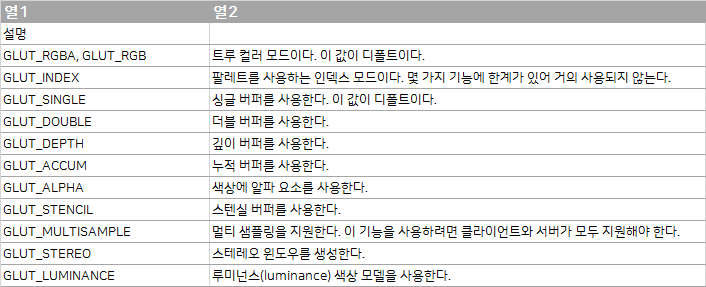 열1 열2
설명
GLUT_RGBA, GLUT_RGB 트루 컬러 모드이다. 이 값이 디폴트이다.
GLUT_INDEX 팔레트를 사용하는 인덱스 모드이다. 몇 가지 기능에 한계가 있어 거의 사용되지 않는다.
GLUT_SINGLE 싱글 버퍼를 사용한다. 이 값이 디폴트이다.
GLUT_DOUBLE 더블 버퍼를 사용한다.
GLUT_DEPTH 깊이 버퍼를 사용한다.
GLUT_ACCUM 누적 버퍼를 사용한다.
GLUT_ALPHA 색상에 알파 요소를 사용한다.
GLUT_STENCIL 스텐실 버퍼를 사용한다.
GLUT_MULTISAMPLE 멀티 샘플링을 지원한다. 이 기능을 사용하려면 클라이언트와 서버가 모두 지원해야 한다.
GLUT_STEREO 스테레오 윈도우를 생성한다.
GLUT_LUMINANCE 루미넌스(luminance) 색상 모델을 사용한다.